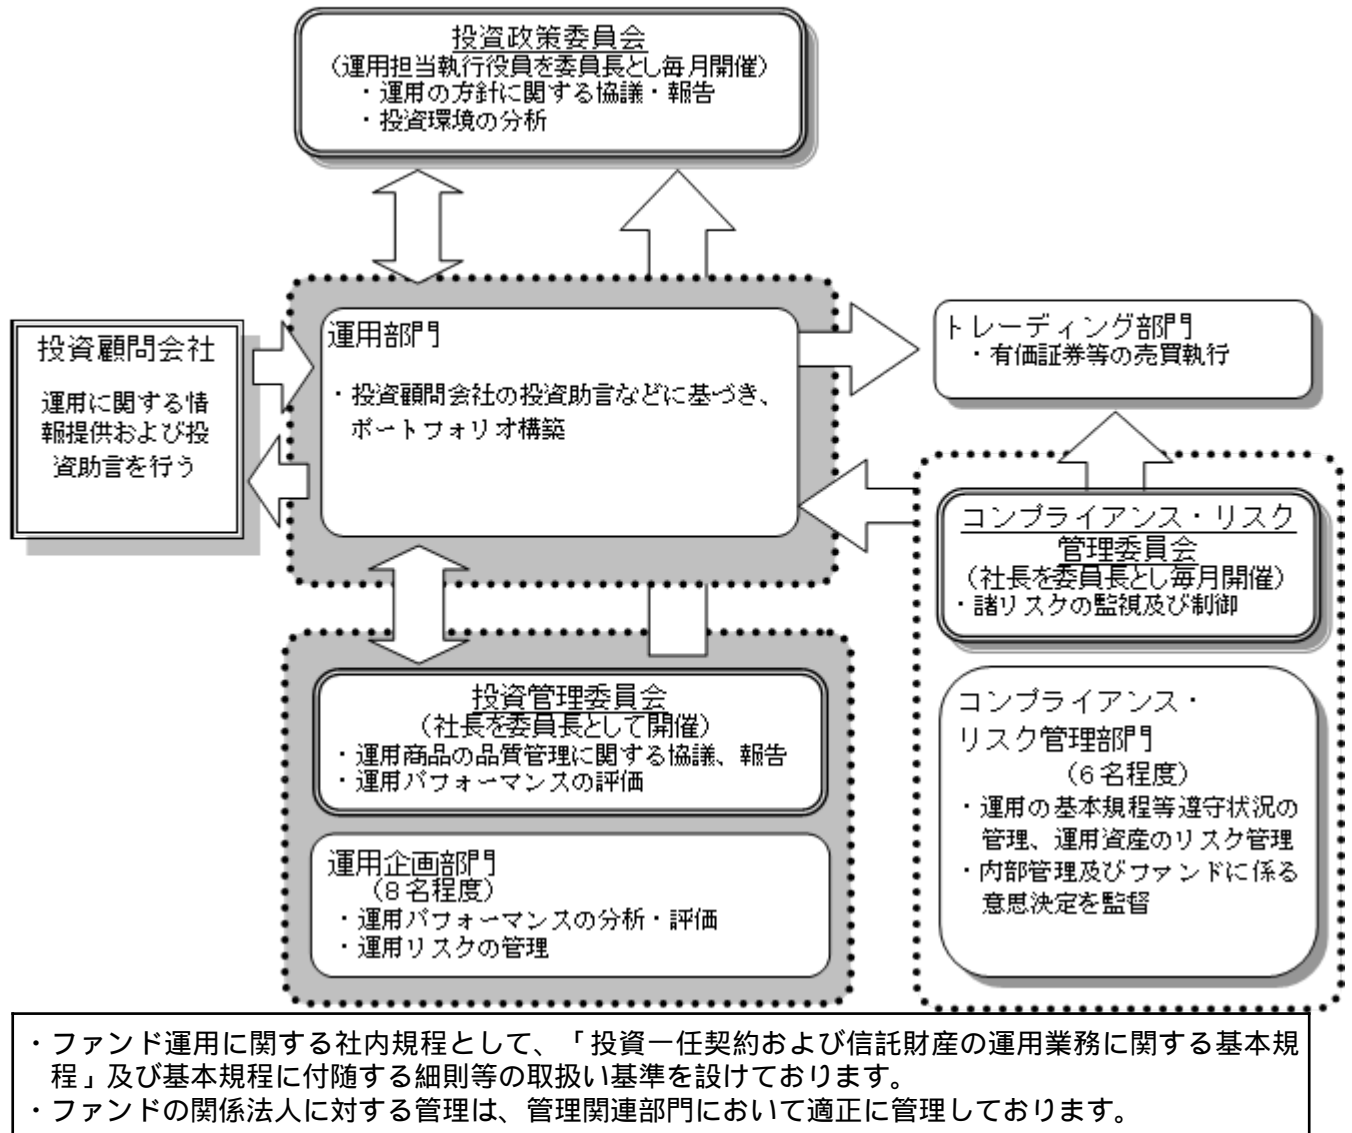 投資政策委員会
(運用担当執行役員を委員長とし毎月開催)
・運用の方針に関する協議・報告
・投資環境の分析
投資顧問会社
運用に関する情
報提供および投
資助言を行う
運用部門
・投資顧問会社の投資助言などに基づき、
ポートフォリオ構築
トレーディング部門
・有価証券等の売買執行
コンプライアンス・リスク
管理委員会
(社長を委員長とし毎月開催)
・諸リスクの監視及び制御
投資管理委員会
(社長を委員長として開催)
・運用商品の品質管理に関する協議、報告
・運用パフォーマンスの評価
運用企画部門
(8名程度)
・運用パフォーマンスの分析・評価
・運用リスクの管理
コンプライアンス・
リスク管理部門
(6名程度)
・運用の基本規程等遵守状況の
管理、運用資産のリスク管理
・内部管理及びファンドに係る
意思決定を監督
・ファンド運用に関する社内規程として、「投資一任契約および信託財産の運用業務に関する基本規
程」及び基本規程に付随する細則等の取扱い基準を設けております。
・ファンドの関係法人に対する管理は、管理関連部門において適正に管理しております。